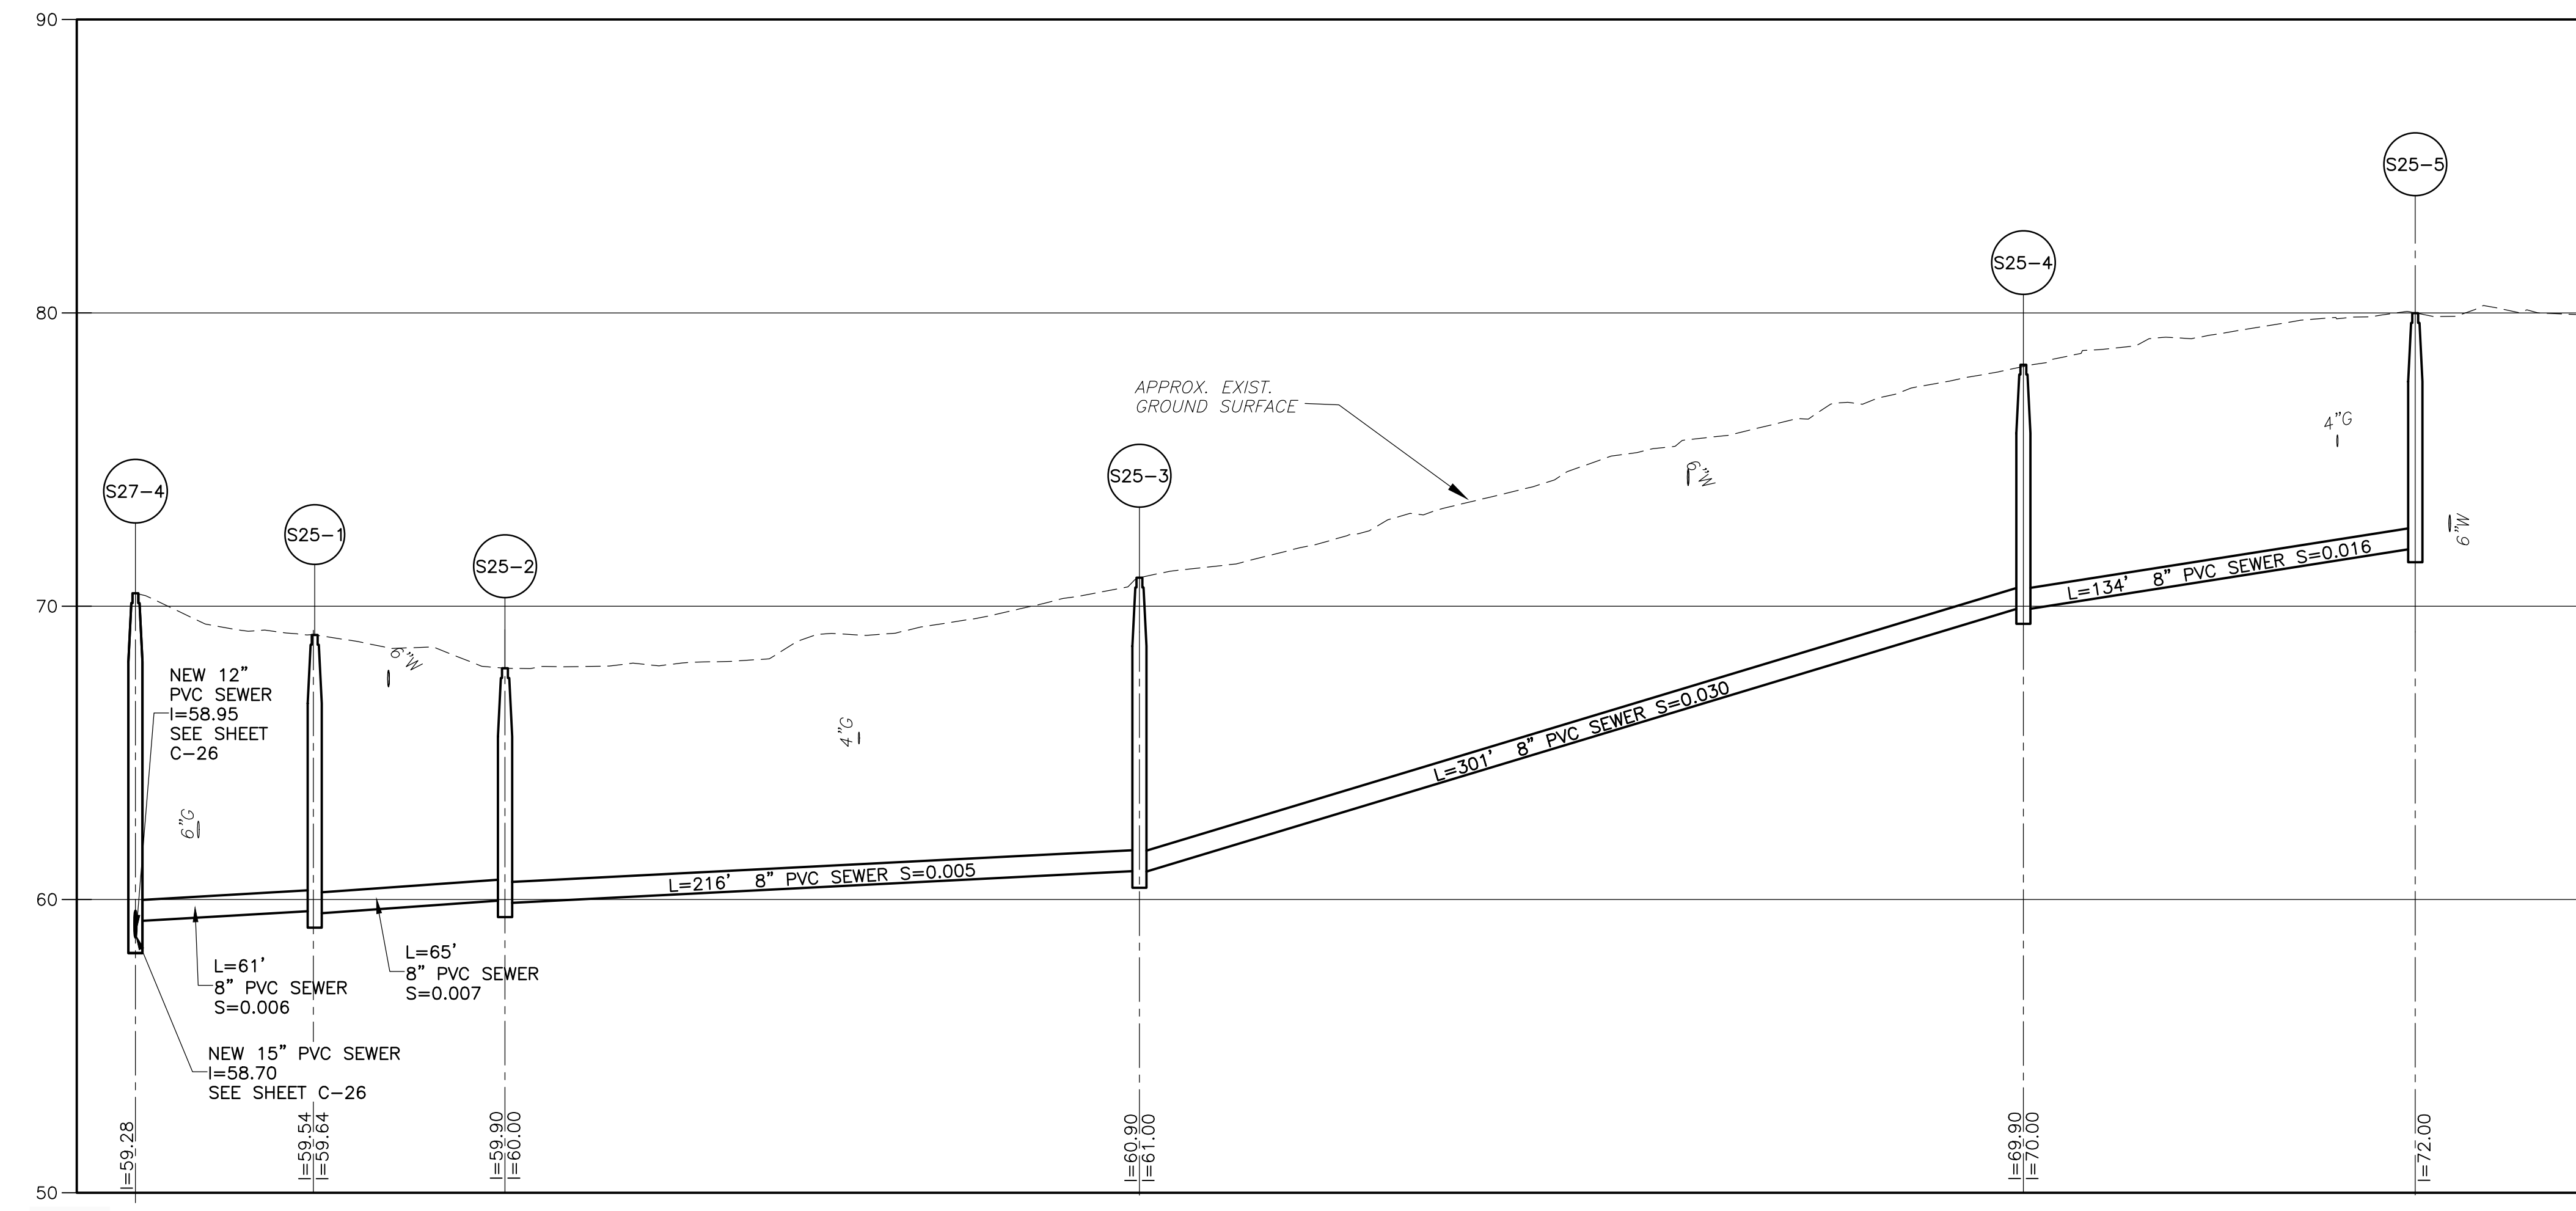 90
80
70
60
50
S27-4
S25-1
S25-2
S25-3
S25-4
S25-5
APPROX. EXIST.
GROUND SURFACE
NEW 12"
PVC SEWER
I=58.95
SEE SHEET
C-26
6"G
6"W
4"G
6"W
4"G
6"W
L=61'
8" PVC SEWER
S=0.006
L=65'
8" PVC SEWER
S=0.007
L=216' 8" PVC SEWER S=0.005
L=301' 8" PVC SEWER S=0.030
L=134' 8" PVC SEWER S=0.016
NEW 15" PVC SEWER
I=58.70
SEE SHEET C-26
I=59.28
I=59.54
I=59.64
I=59.90
I=60.00
I=60.90
I=61.00
I=69.90
I=70.00
I=72.00